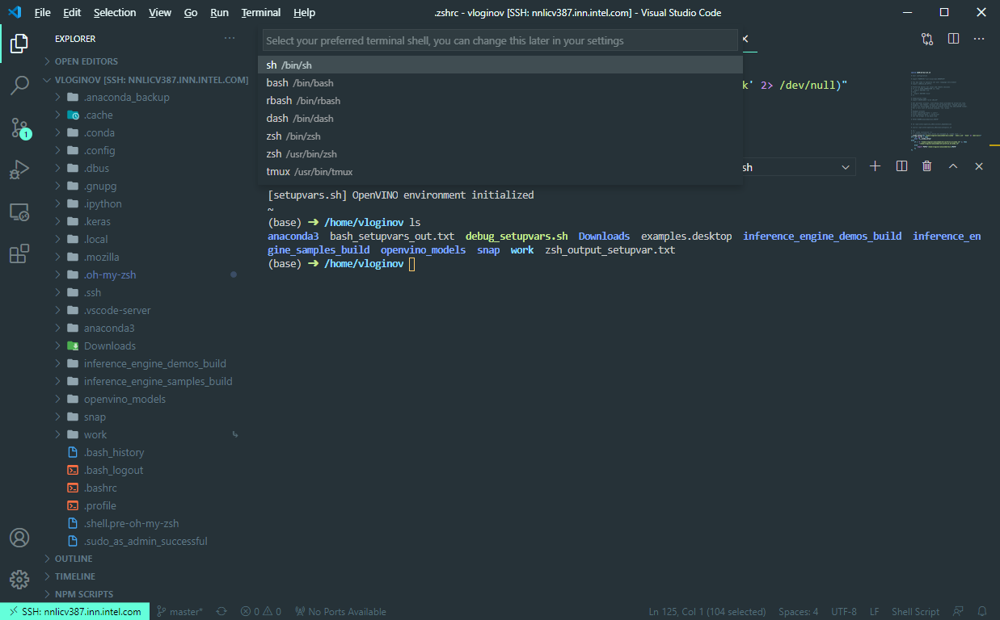 File Edit Selection View Go Run Terminal Help .zshrc - vloginov [SSH: nnlicv387.inn.intel.com] - Visual Studio Code
EXPLORER
Select your preferred terminal shell, you can change this later in your settings
OPEN EDITORS
VLOGINOV [SSH: NNLICV387.INN.INTEL.COM]
.anaconda_backup
.cache
.conda
.config
.dbus
.gnupg
.ipython
.keras
.local
.mozilla
.oh-my-zsh
.ssh
.vscode-server
anaconda3
Downloads
inference_engine_demos_build
inference_engine_samples_build
openvino_models
snap
work
.bash_history
.bash_logout
.bashrc
.profile
.shell.pre-oh-my-zsh
.sudo_as_admin_successful
OUTLINE
TIMELINE
NPM SCRIPTS
1
sh /bin/sh
bash /bin/bash
rbash /bin/rbash
dash /bin/dash
zsh /bin/zsh
zsh /usr/bin/zsh
tmux /usr/bin/tmux
k' 2> /dev/null)"
sh
[setupvars.sh] OpenVINO environment initialized
~
(base) ➜ /home/vloginov ls
anaconda3 bash_setupvars_out.txt debug_setupvars.sh Downloads examples.desktop inference_engine_demos_build inference_en
gine_samples_build openvino_models snap work zsh_output_setupvar.txt
(base) ➜ /home/vloginov
SSH: nnlicv387.inn.intel.com master* 0 0 No Ports Available Ln 125, Col 1 (104 selected) Spaces: 4 UTF-8 LF Shell Script